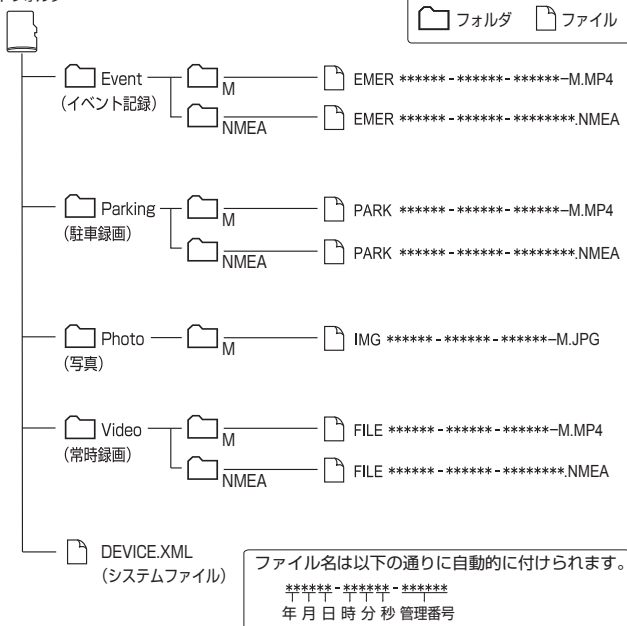 フォルダ ファイル
Event M EMER ******-******-******–M.MP4
(イベント記録)
NMEA EMER ******-******-********.NMEA
Parking M PARK ******-******-******–M.MP4
(駐車録画)
NMEA PARK ******-******-********.NMEA
Photo M IMG ******-******-******–M.JPG
(写真)
Video M FILE ******-******-******–M.MP4
(常時録画)
NMEA FILE ******-******-********.NMEA
DEVICE.XML
(システムファイル)
ファイル名は以下の通りに自動的に付けられます。
******-******-******
年 月 日 時 分 秒 管理番号